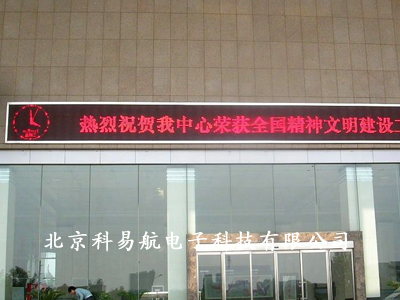 热烈祝贺我中心荣获全国精神文明建设工
北京科易航电子科技有限公司